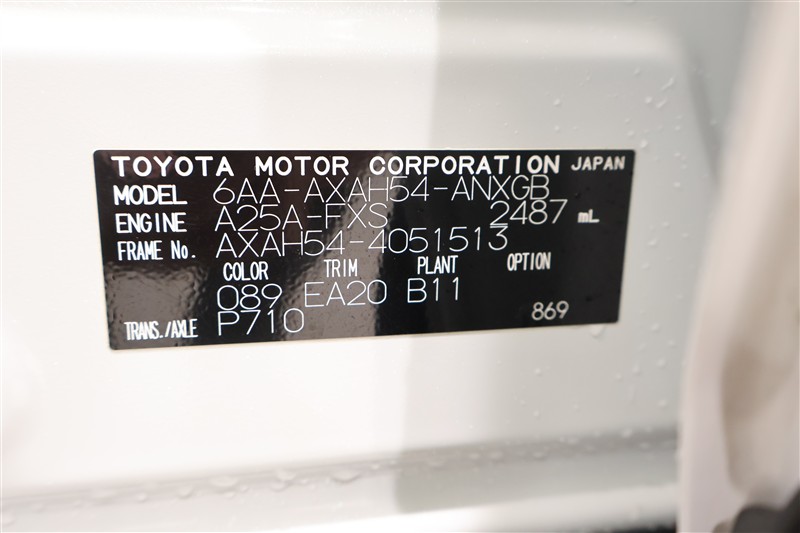 TOYOTA MOTOR CORPORATION JAPAN
MODEL 6AA-AXAH54-ANXGB
ENGINE A25A-FXS 2487 mL
FRAME No. AXAH54-4051513
COLOR TRIM PLANT OPTION
089 EA20 B11
TRANS./AXLE P710 869